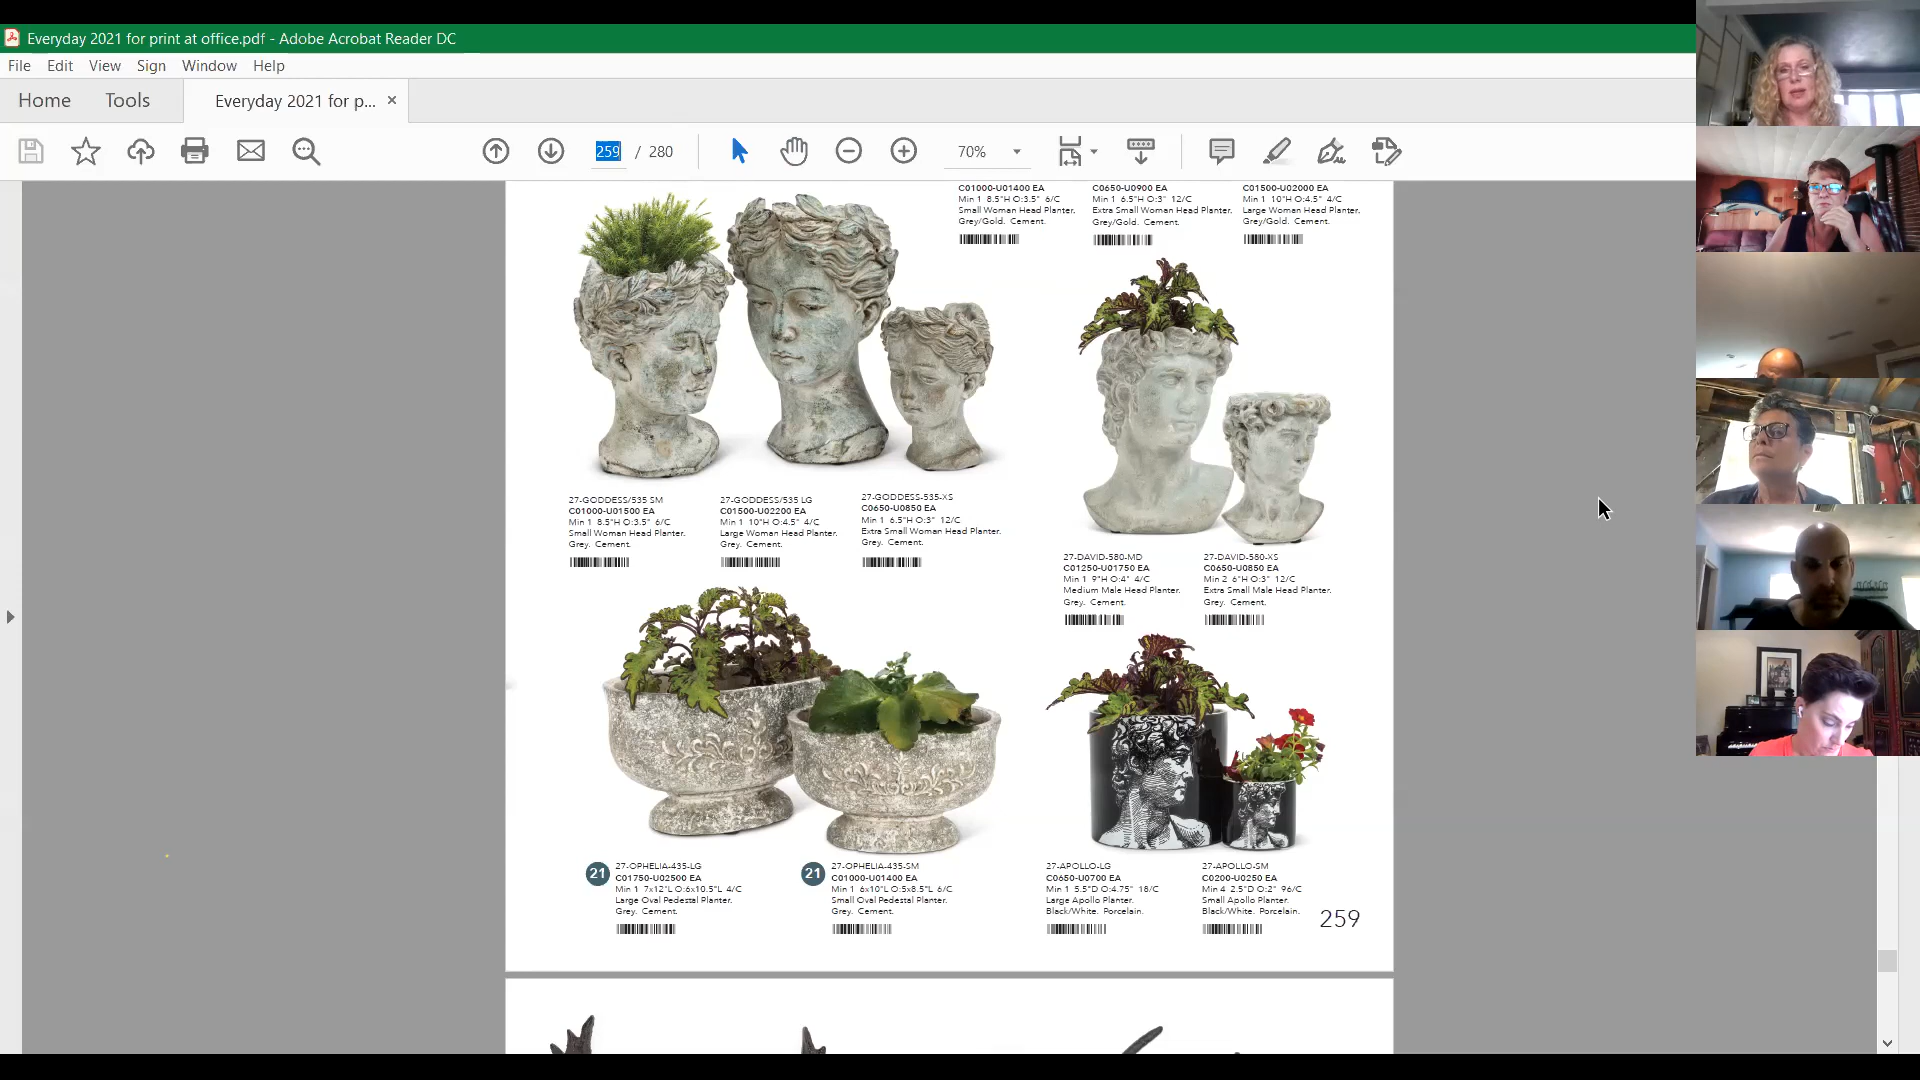 Everyday 2021 for print at office.pdf - Adobe Acrobat Reader DC
File Edit View Sign Window Help
Home Tools Everyday 2021 for p... ×
259 / 280 70%
C01000-U01400 EA
Min 1 8.5"H O:3.5" 6/C
Small Woman Head Planter.
Grey/Gold. Cement.
C0650-U0900 EA
Min 1 6.5"H O:3" 12/C
Extra Small Woman Head Planter.
Grey/Gold. Cement.
C01500-U02000 EA
Min 1 10"H O:4.5" 4/C
Large Woman Head Planter.
Grey/Gold. Cement.
27-GODDESS/535 SM
C01000-U01500 EA
Min 1 8.5"H O:3.5" 6/C
Small Woman Head Planter.
Grey. Cement.
27-GODDESS/535 LG
C01500-U02200 EA
Min 1 10"H O:4.5" 4/C
Large Woman Head Planter.
Grey. Cement.
27-GODDESS-535-XS
C0650-U0850 EA
Min 1 6.5"H O:3" 12/C
Extra Small Woman Head Planter.
Grey. Cement.
27-DAVID-580-MD
C01250-U01750 EA
Min 1 9"H O:4" 4/C
Medium Male Head Planter.
Grey. Cement.
27-DAVID-580-XS
C0650-U0850 EA
Min 2 6"H O:3" 12/C
Extra Small Male Head Planter.
Grey. Cement.
21
27-OPHELIA-435-LG
C01750-U02500 EA
Min 1 7x12"L O:6x10.5"L 4/C
Large Oval Pedestal Planter.
Grey. Cement.
21
27-OPHELIA-435-SM
C01000-U01400 EA
Min 1 6x10"L O:5x8.5"L 6/C
Small Oval Pedestal Planter.
Grey. Cement.
27-APOLLO-LG
C0650-U0700 EA
Min 1 5.5"D O:4.75" 18/C
Large Apollo Planter.
Black/White. Porcelain.
27-APOLLO-SM
C0200-U0250 EA
Min 4 2.5"D O:2" 96/C
Small Apollo Planter.
Black/White. Porcelain.
259